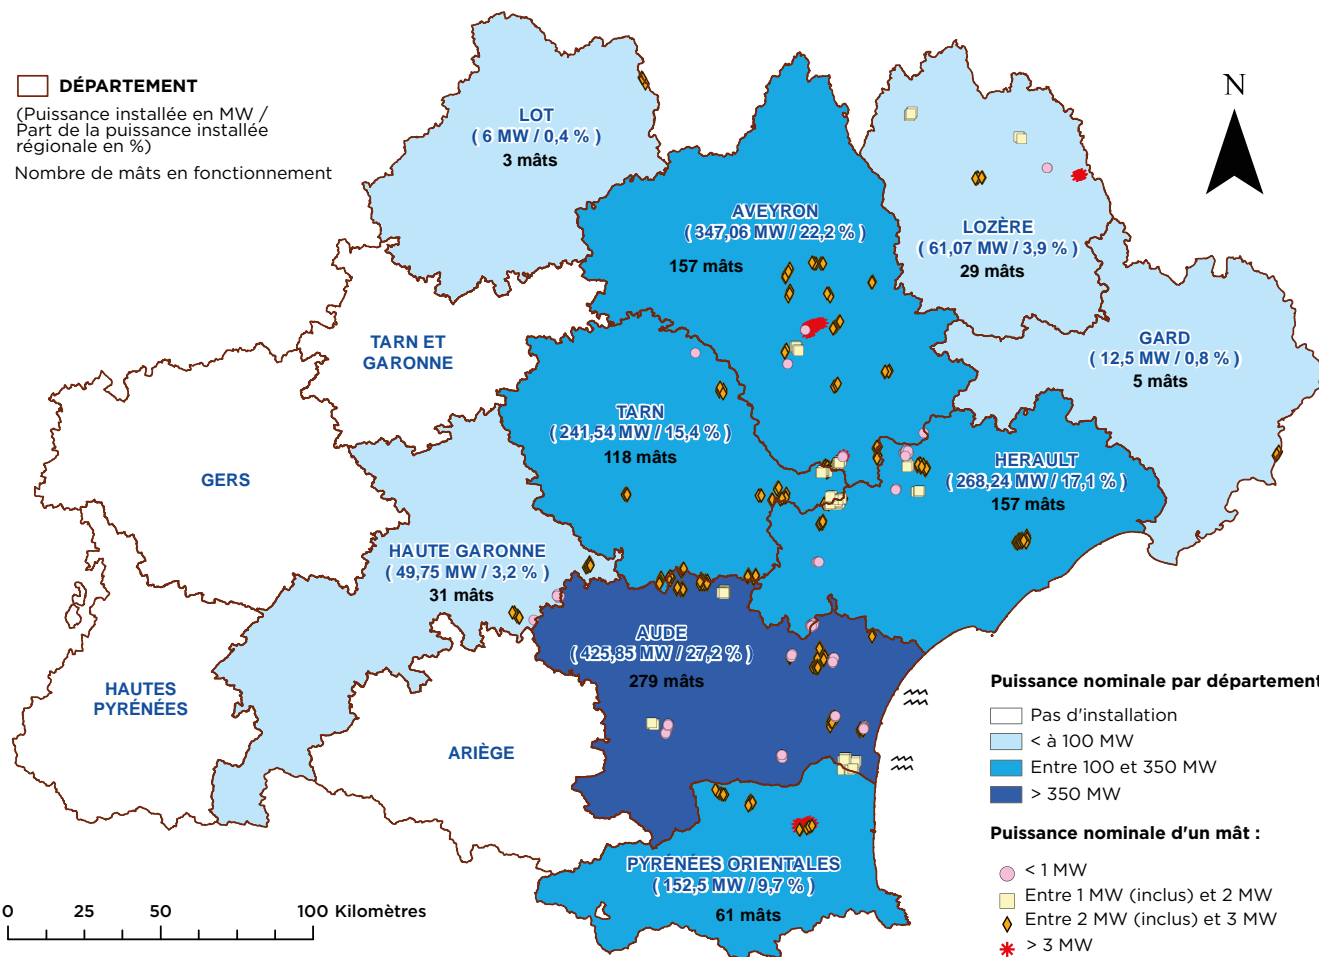 DÉPARTEMENT
(Puissance installée en MW /
Part de la puissance installée
régionale en %)
Nombre de mâts en fonctionnement
N
LOT
( 6 MW / 0,4 % )
3 mâts
AVEYRON
( 347,06 MW / 22,2 % )
157 mâts
LOZÈRE
( 61,07 MW / 3,9 % )
29 mâts
TARN ET
GARONNE
GARD
( 12,5 MW / 0,8 % )
5 mâts
TARN
( 241,54 MW / 15,4 % )
118 mâts
GERS
HERAULT
( 268,24 MW / 17,1 % )
157 mâts
HAUTE GARONNE
( 49,75 MW / 3,2 % )
31 mâts
AUDE
( 425,85 MW / 27,2 % )
279 mâts
HAUTES
PYRÉNÉES
ARIÈGE
PYRÉNÉES ORIENTALES
( 152,5 MW / 9,7 % )
61 mâts
Puissance nominale par département
Pas d'installation
< à 100 MW
Entre 100 et 350 MW
> 350 MW
Puissance nominale d'un mât :
< 1 MW
Entre 1 MW (inclus) et 2 MW
Entre 2 MW (inclus) et 3 MW
> 3 MW
0 25 50 100 Kilomètres